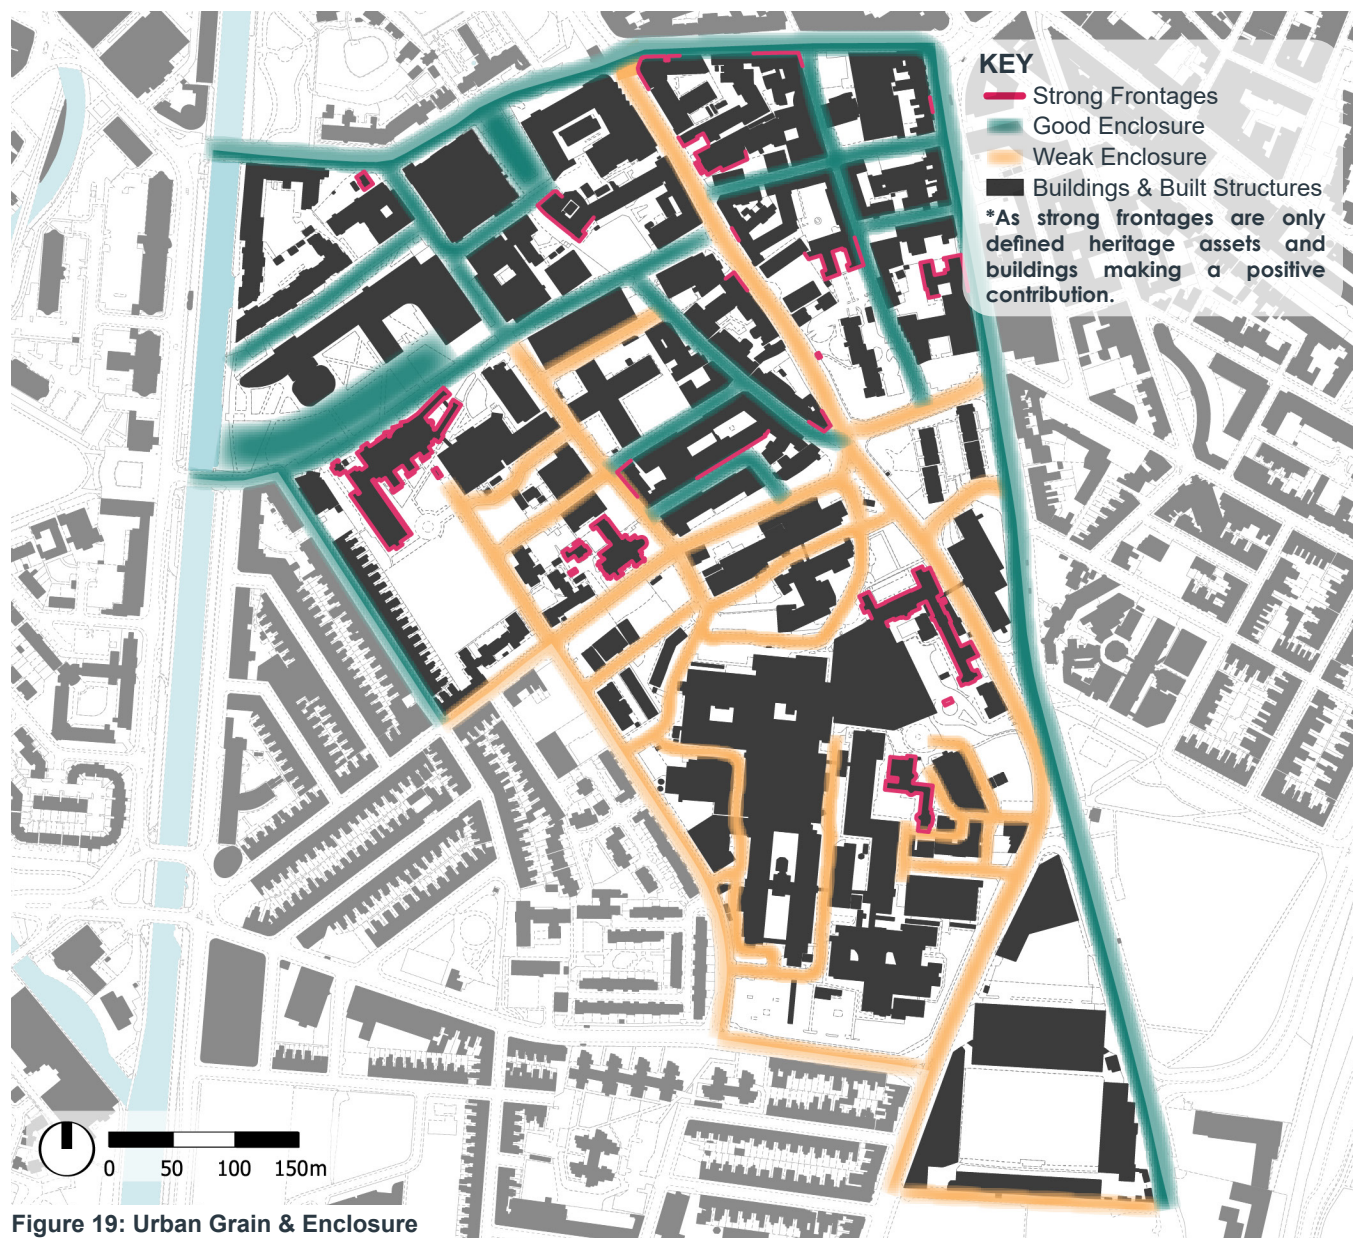 KEY
Strong Frontages
Good Enclosure
Weak Enclosure
Buildings & Built Structures
*As strong frontages are only
defined heritage assets and
buildings making a positive
contribution.
0 50 100 150m
Figure 19: Urban Grain & Enclosure